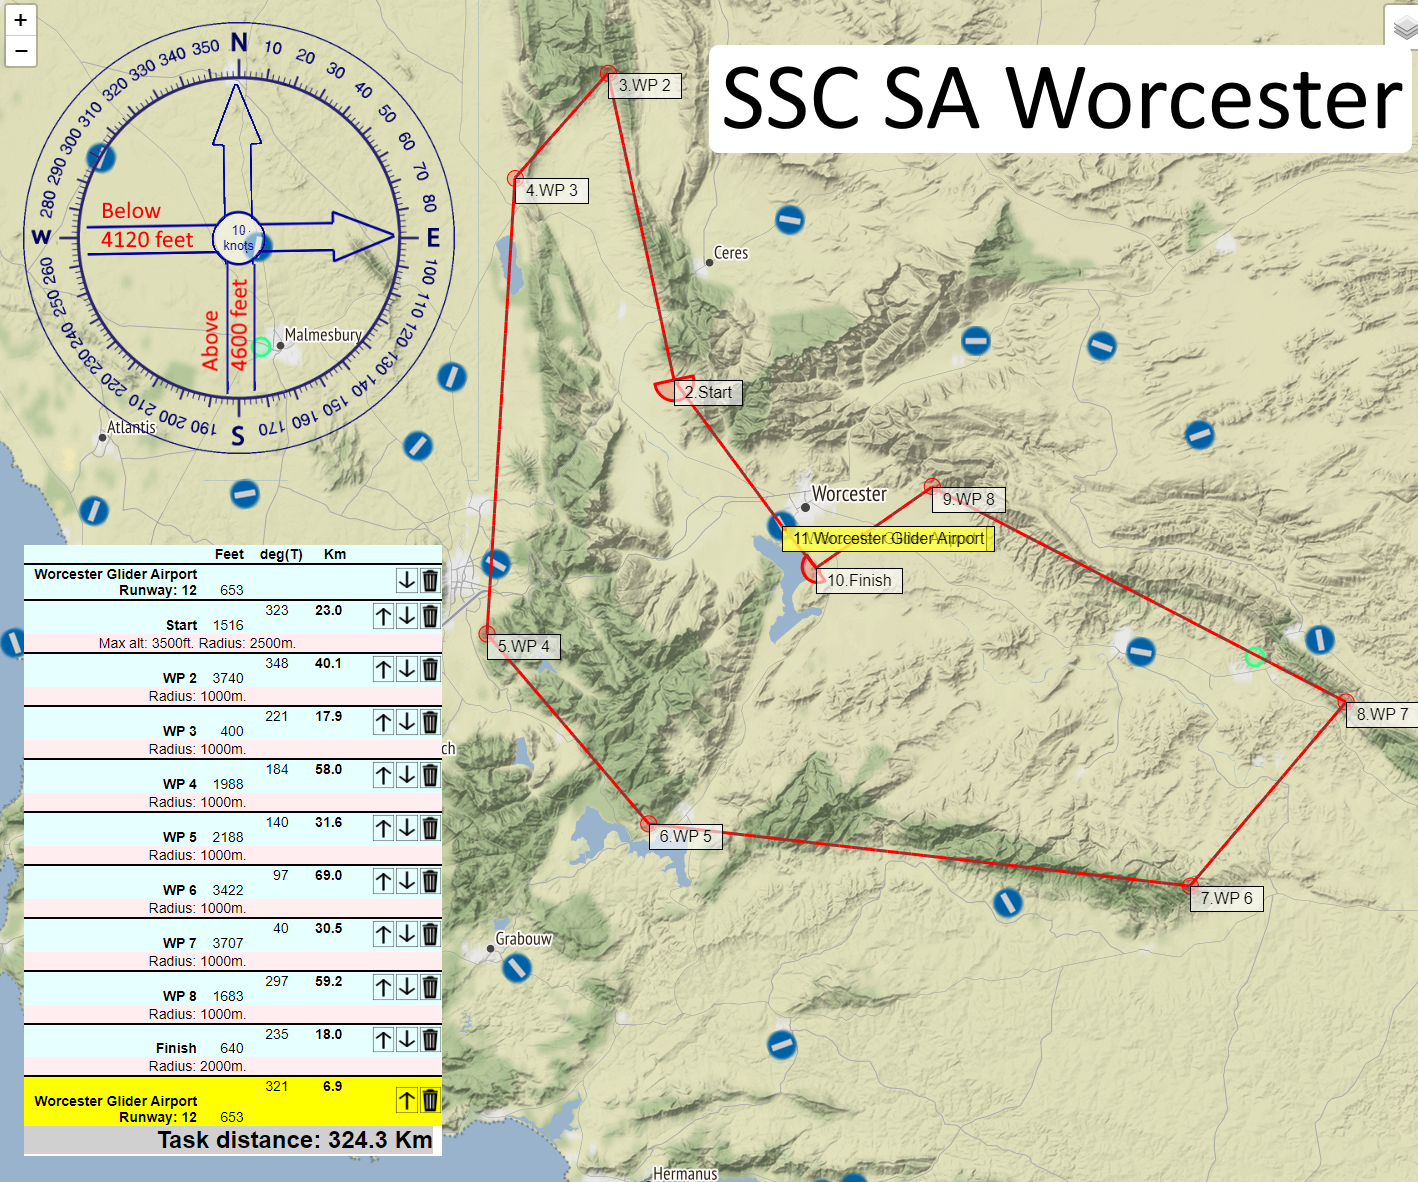 +
−
SSC SA Worcester
N
10
20
30
40
50
60
70
80
E
100
110
120
130
140
150
160
170
S
190
200
210
220
230
240
250
260
W
280
290
300
310
320
330
340
350
Below
4120 feet
10
knots
Above
4600 feet
Malmesbury
Atlantis
Ceres
Worcester
Grabouw
Hermanus
ch
3.WP 2
4.WP 3
2.Start
9.WP 8
11.Worcester Glider Airport
10.Finish
5.WP 4
8.WP 7
6.WP 5
7.WP 6
Feet deg(T) Km
Worcester Glider Airport
Runway: 12 653
323 23.0
Start 1516
Max alt: 3500ft. Radius: 2500m.
348 40.1
WP 2 3740
Radius: 1000m.
221 17.9
WP 3 400
Radius: 1000m.
184 58.0
WP 4 1988
Radius: 1000m.
140 31.6
WP 5 2188
Radius: 1000m.
97 69.0
WP 6 3422
Radius: 1000m.
40 30.5
WP 7 3707
Radius: 1000m.
297 59.2
WP 8 1683
Radius: 1000m.
235 18.0
Finish 640
Radius: 2000m.
321 6.9
Worcester Glider Airport
Runway: 12 653
Task distance: 324.3 Km